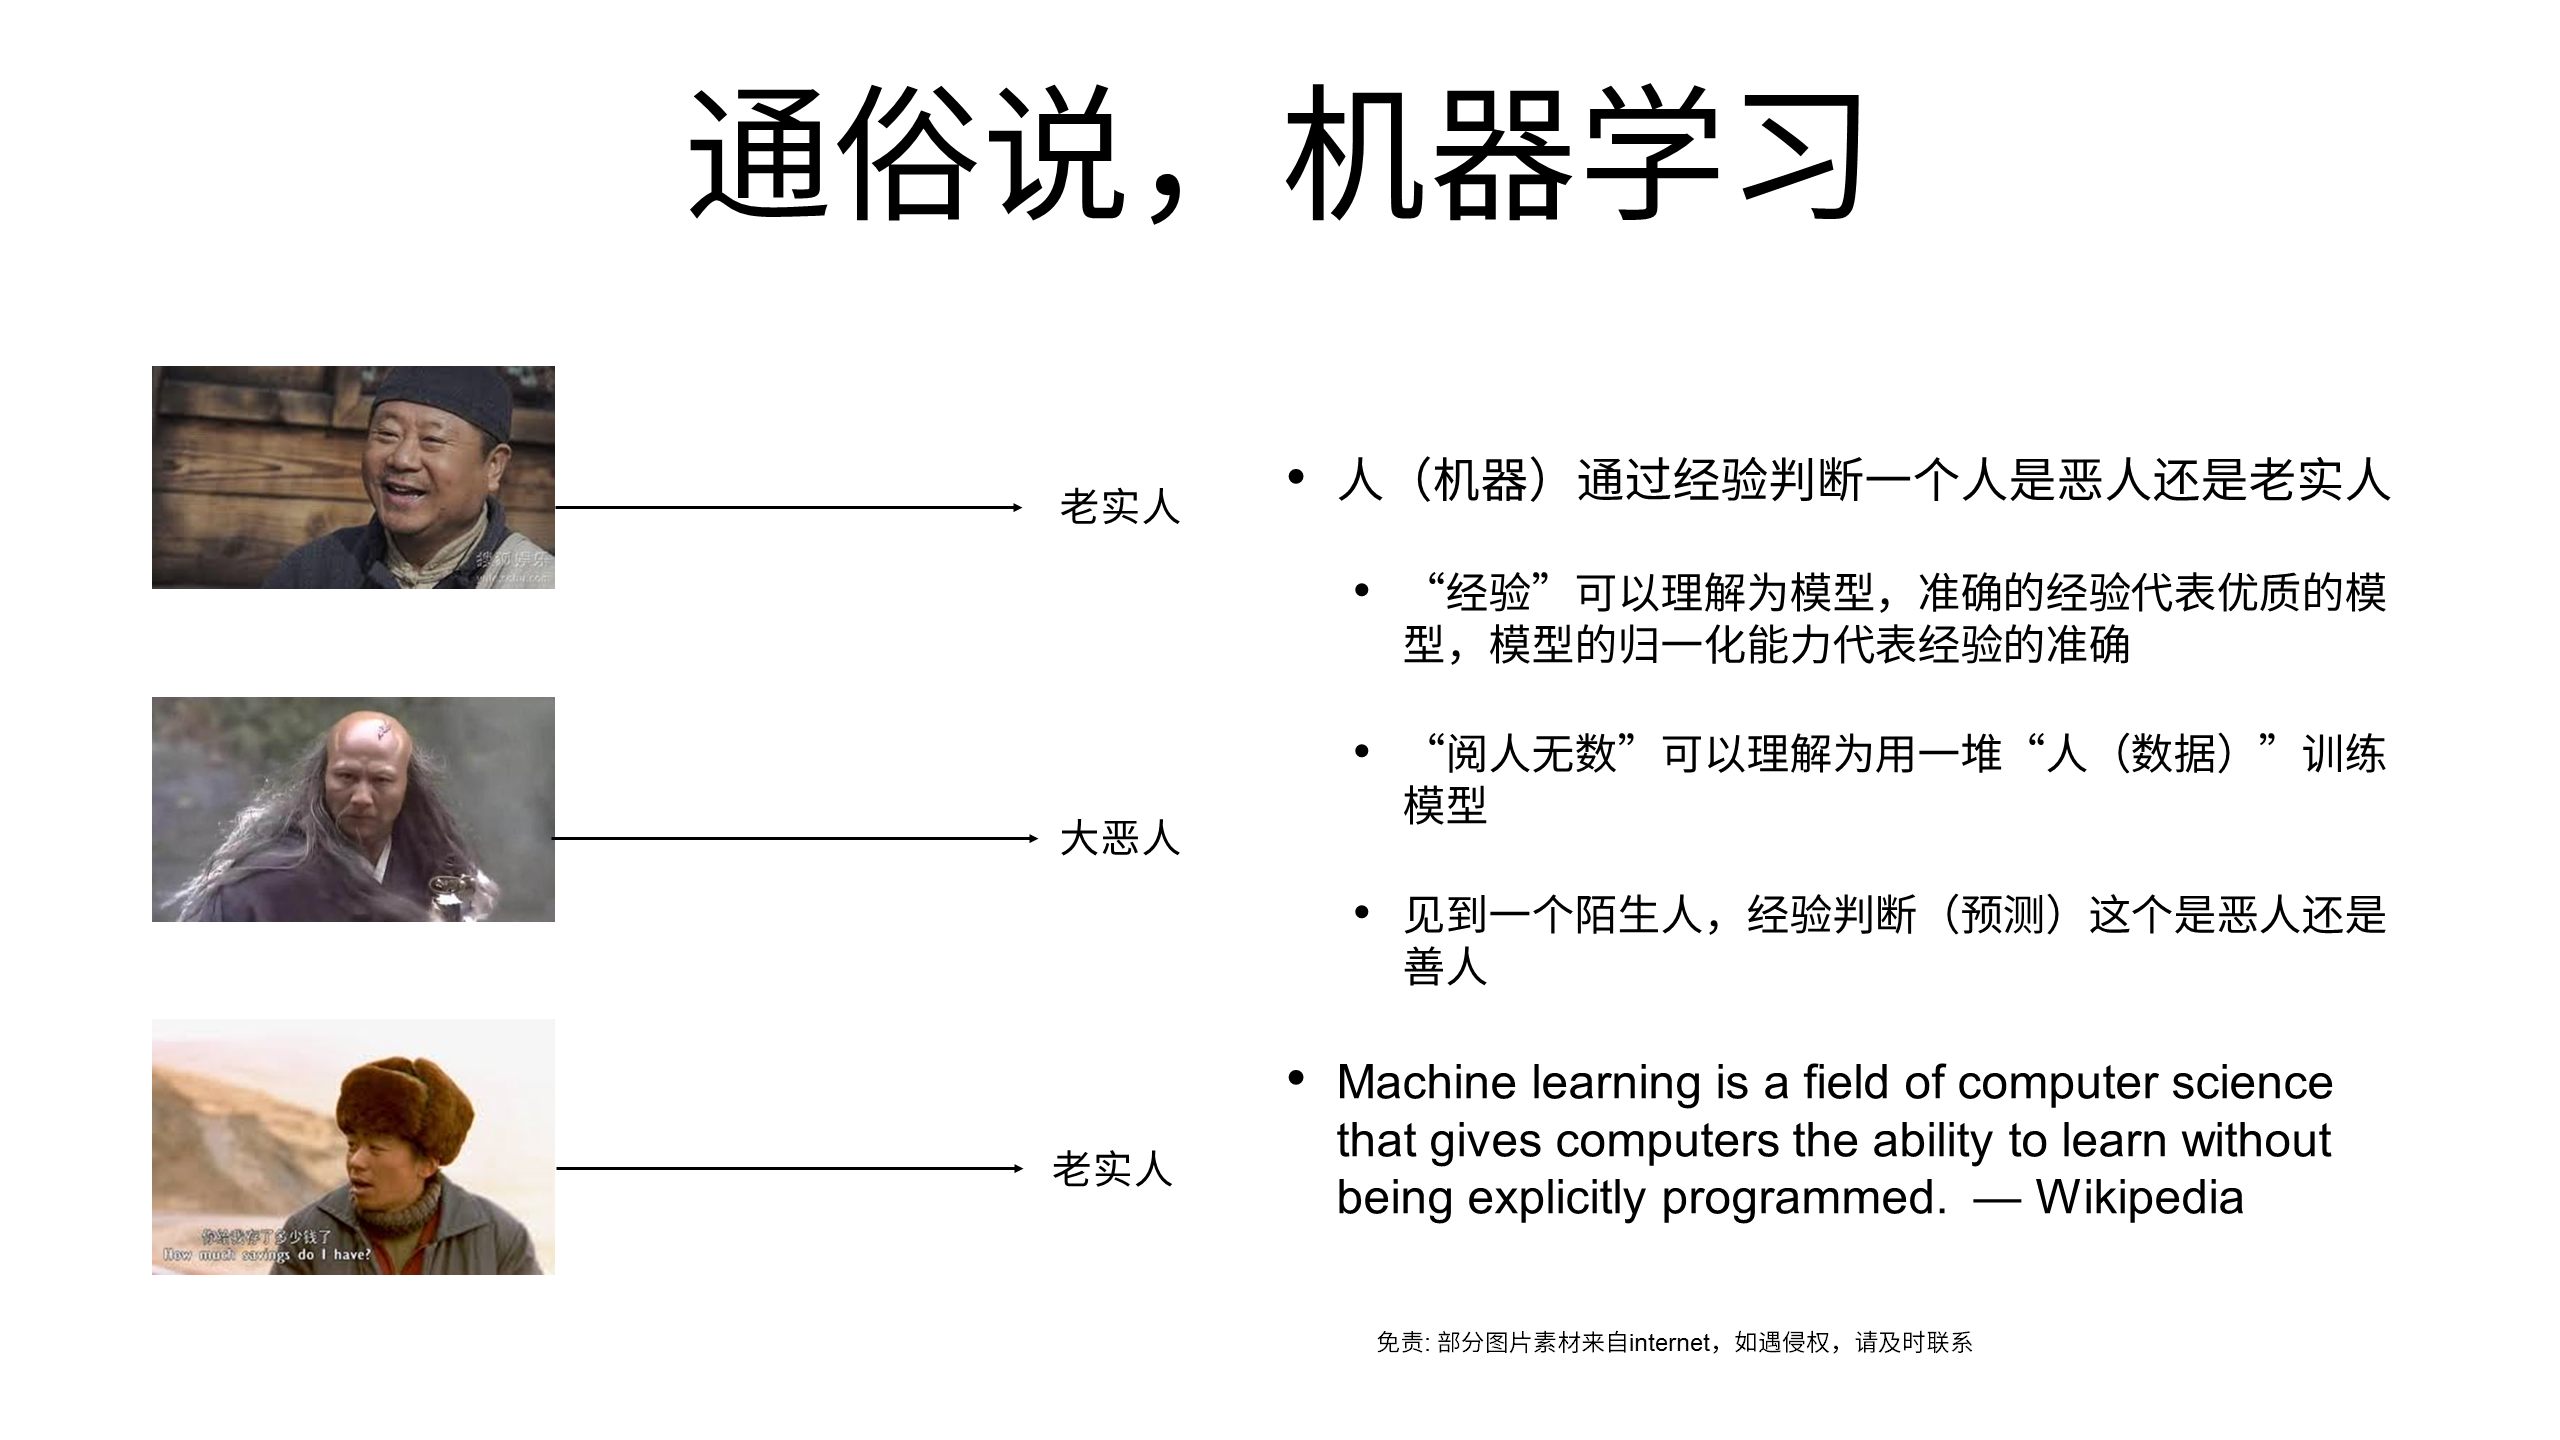 通俗说，机器学习
搜狐娱乐
老实人
大恶人
你给我存了多少钱了
How much savings do I have?
老实人
• 人（机器）通过经验判断一个人是恶人还是老实人
• “经验”可以理解为模型，准确的经验代表优质的模
型，模型的归一化能力代表经验的准确
• “阅人无数”可以理解为用一堆“人（数据）”训练
模型
• 见到一个陌生人，经验判断（预测）这个是恶人还是
善人
• Machine learning is a field of computer science
that gives computers the ability to learn without
being explicitly programmed. — Wikipedia
免责: 部分图片素材来自internet，如遇侵权，请及时联系